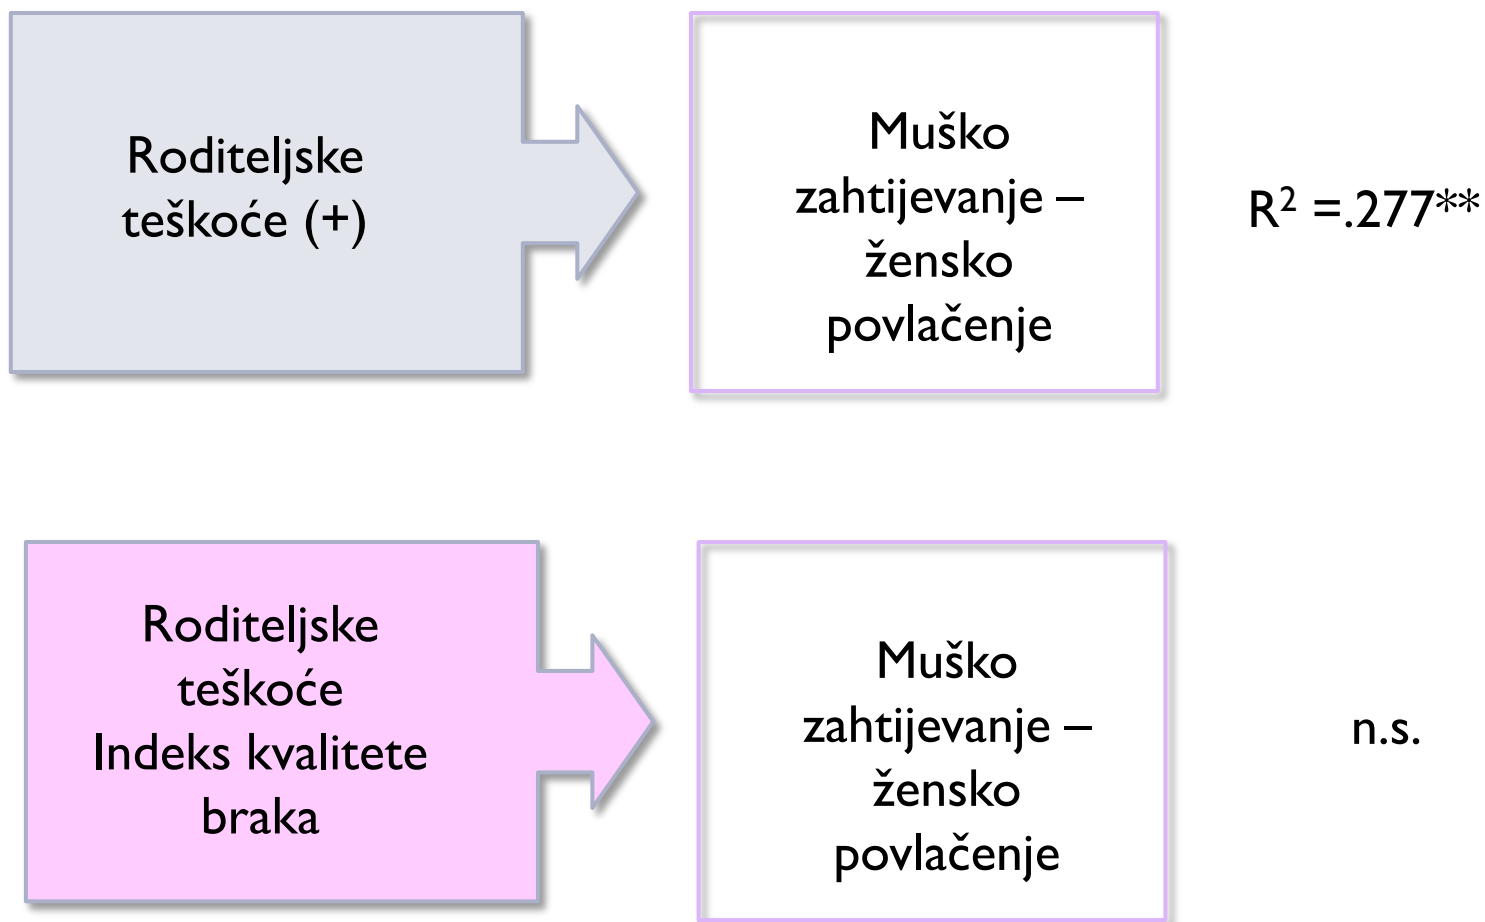 Roditeljske
teškoće (+)
Muško
zahtijevanje –
žensko
povlačenje
R² =.277**
Roditeljske
teškoće
Indeks kvalitete
braka
Muško
zahtijevanje –
žensko
povlačenje
n.s.